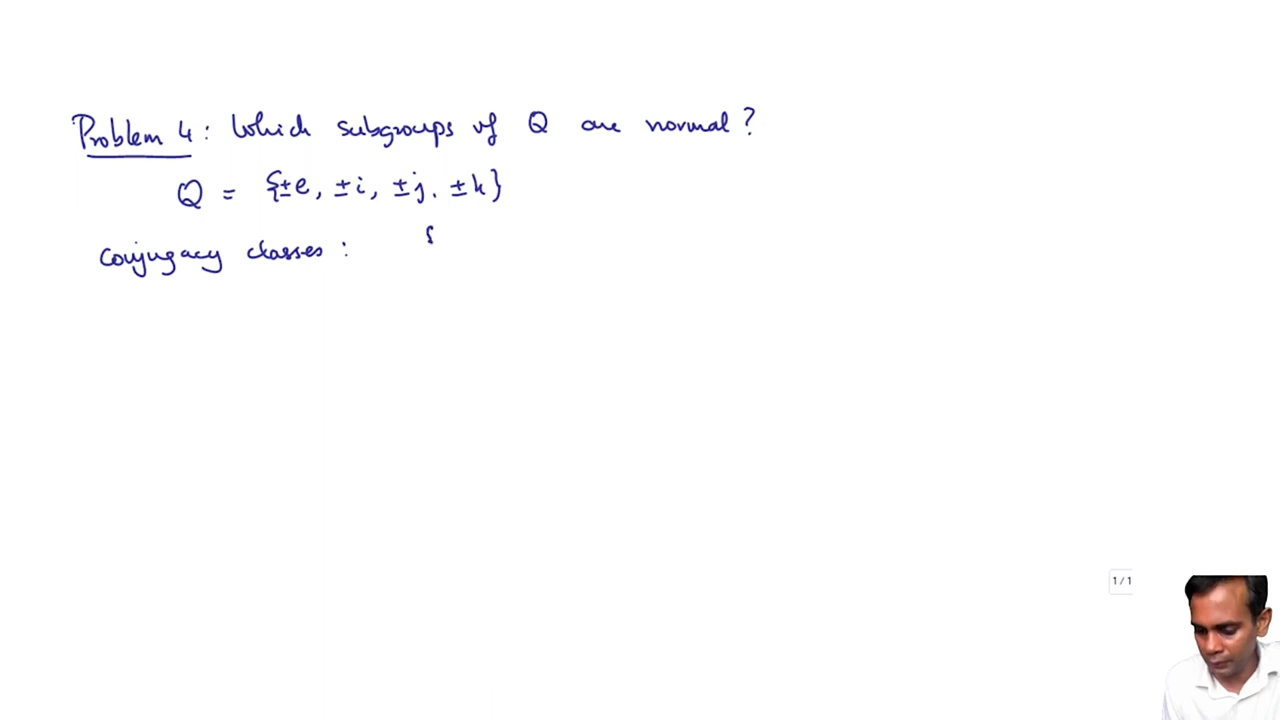 Problem 4: Which subgroups of Q are normal?
Q = {±e, ±i, ±j, ±k}
Conjugacy classes: {
1 / 1